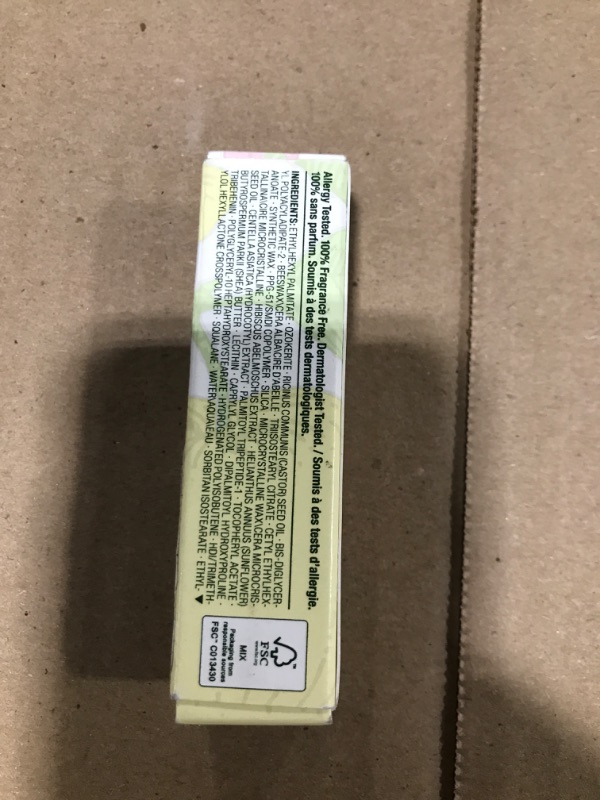 Allergy Tested. 100% Fragrance Free. Dermatologist Tested. / Soumis à des tests d'allergie.
100% sans parfum. Soumis à des tests dermatologiques.
INGREDIENTS: ETHYLHEXYL PALMITATE · OZOKERITE · RICINUS COMMUNIS (CASTOR) SEED OIL · BIS-DIGLYCER-
YL POLYACYLADIPATE-2 · BEESWAX\CERA ALBA\CIRE D'ABEILLE · TRIISOSTEARYL CITRATE · CETYL ETHYLHEX-
ANOATE · SYNTHETIC WAX · PPG-51/SMDI COPOLYMER · SILICA · MICROCRYSTALLINE WAX\CERA MICROCRIS-
TALLINA\CIRE MICROCRISTALLINE · HIBISCUS ABELMOSCHUS EXTRACT · HELIANTHUS ANNUUS (SUNFLOWER)
SEED OIL · CENTELLA ASIATICA (HYDROCOTYL) EXTRACT · PALMITOYL TRIPEPTIDE-1 · TOCOPHERYL ACETATE ·
BUTYROSPERMUM PARKII (SHEA) BUTTER · LECITHIN · CAPRYLYL GLYCOL · DIPALMITOYL HYDROXYPROLINE ·
TRIBEHENIN · POLYGLYCERYL-10 HEPTAHYDROXYSTEARATE · HYDROGENATED POLYISOBUTENE · HDI/TRIMETH-
YLOL HEXYLLACTONE CROSSPOLYMER · SQUALANE · WATER\AQUA\EAU · SORBITAN ISOSTEARATE · ETHYL- ▼
FSC™
www.fsc.org
MIX
Packaging from
responsible sources
FSC™ C013430